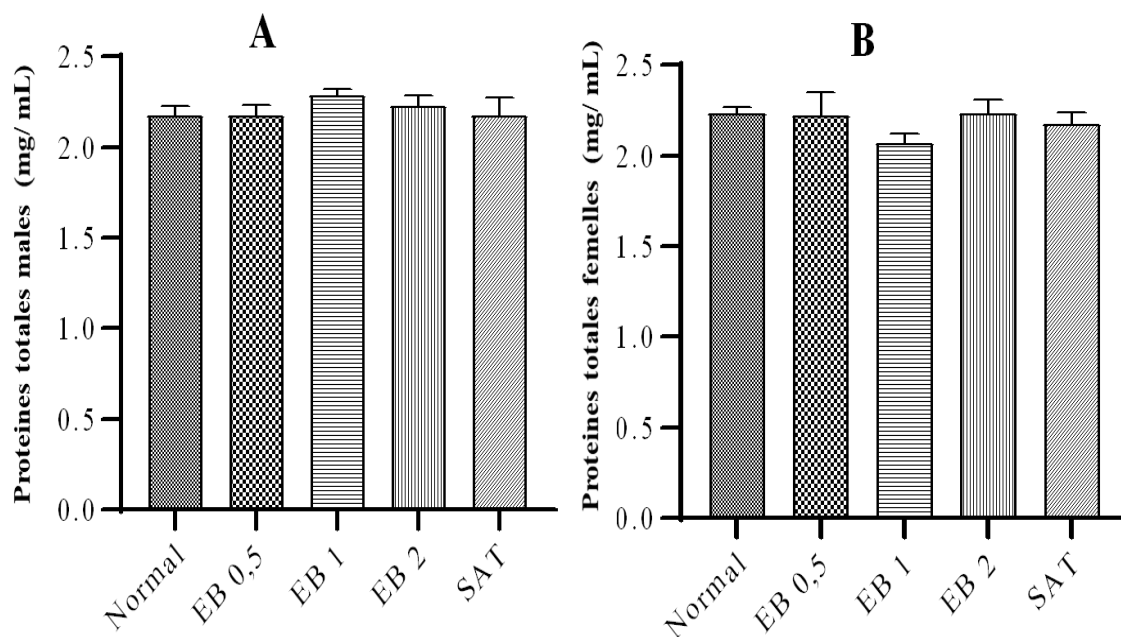 A
Proteines totales males (mg/ mL)
2.5
2.0
1.5
1.0
0.5
0.0
Normal
EB 0,5
EB 1
EB 2
SAT
B
Proteines totales femelles (mg/ mL)
2.5
2.0
1.5
1.0
0.5
0.0
Normal
EB 0,5
EB 1
EB 2
SAT